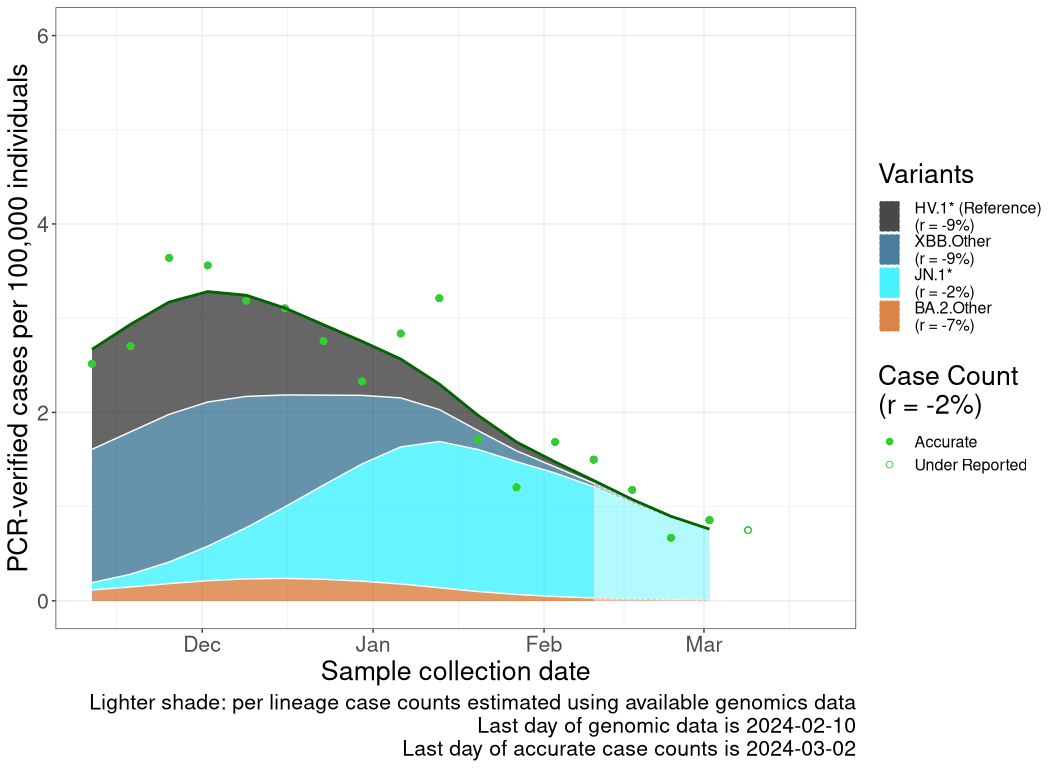 PCR-verified cases per 100,000 individuals
6
4
2
0
Dec
Jan
Feb
Mar
Sample collection date
Lighter shade: per lineage case counts estimated using available genomics data
Last day of genomic data is 2024-02-10
Last day of accurate case counts is 2024-03-02
Variants
HV.1* (Reference)
(r = -9%)
XBB.Other
(r = -9%)
JN.1*
(r = -2%)
BA.2.Other
(r = -7%)
Case Count
(r = -2%)
Accurate
Under Reported